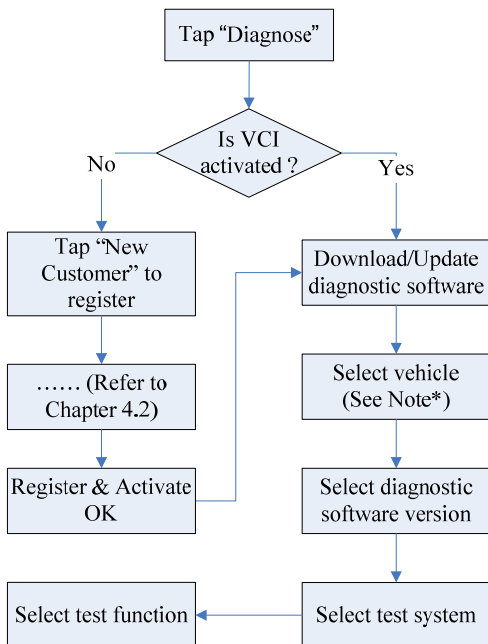 Tap “Diagnose”
Is VCI
activated ?
No
Yes
Tap “New
Customer” to
register
Download/Update
diagnostic software
…… (Refer to
Chapter 4.2)
Select vehicle
(See Note*)
Register & Activate
OK
Select diagnostic
software version
Select test function
Select test system